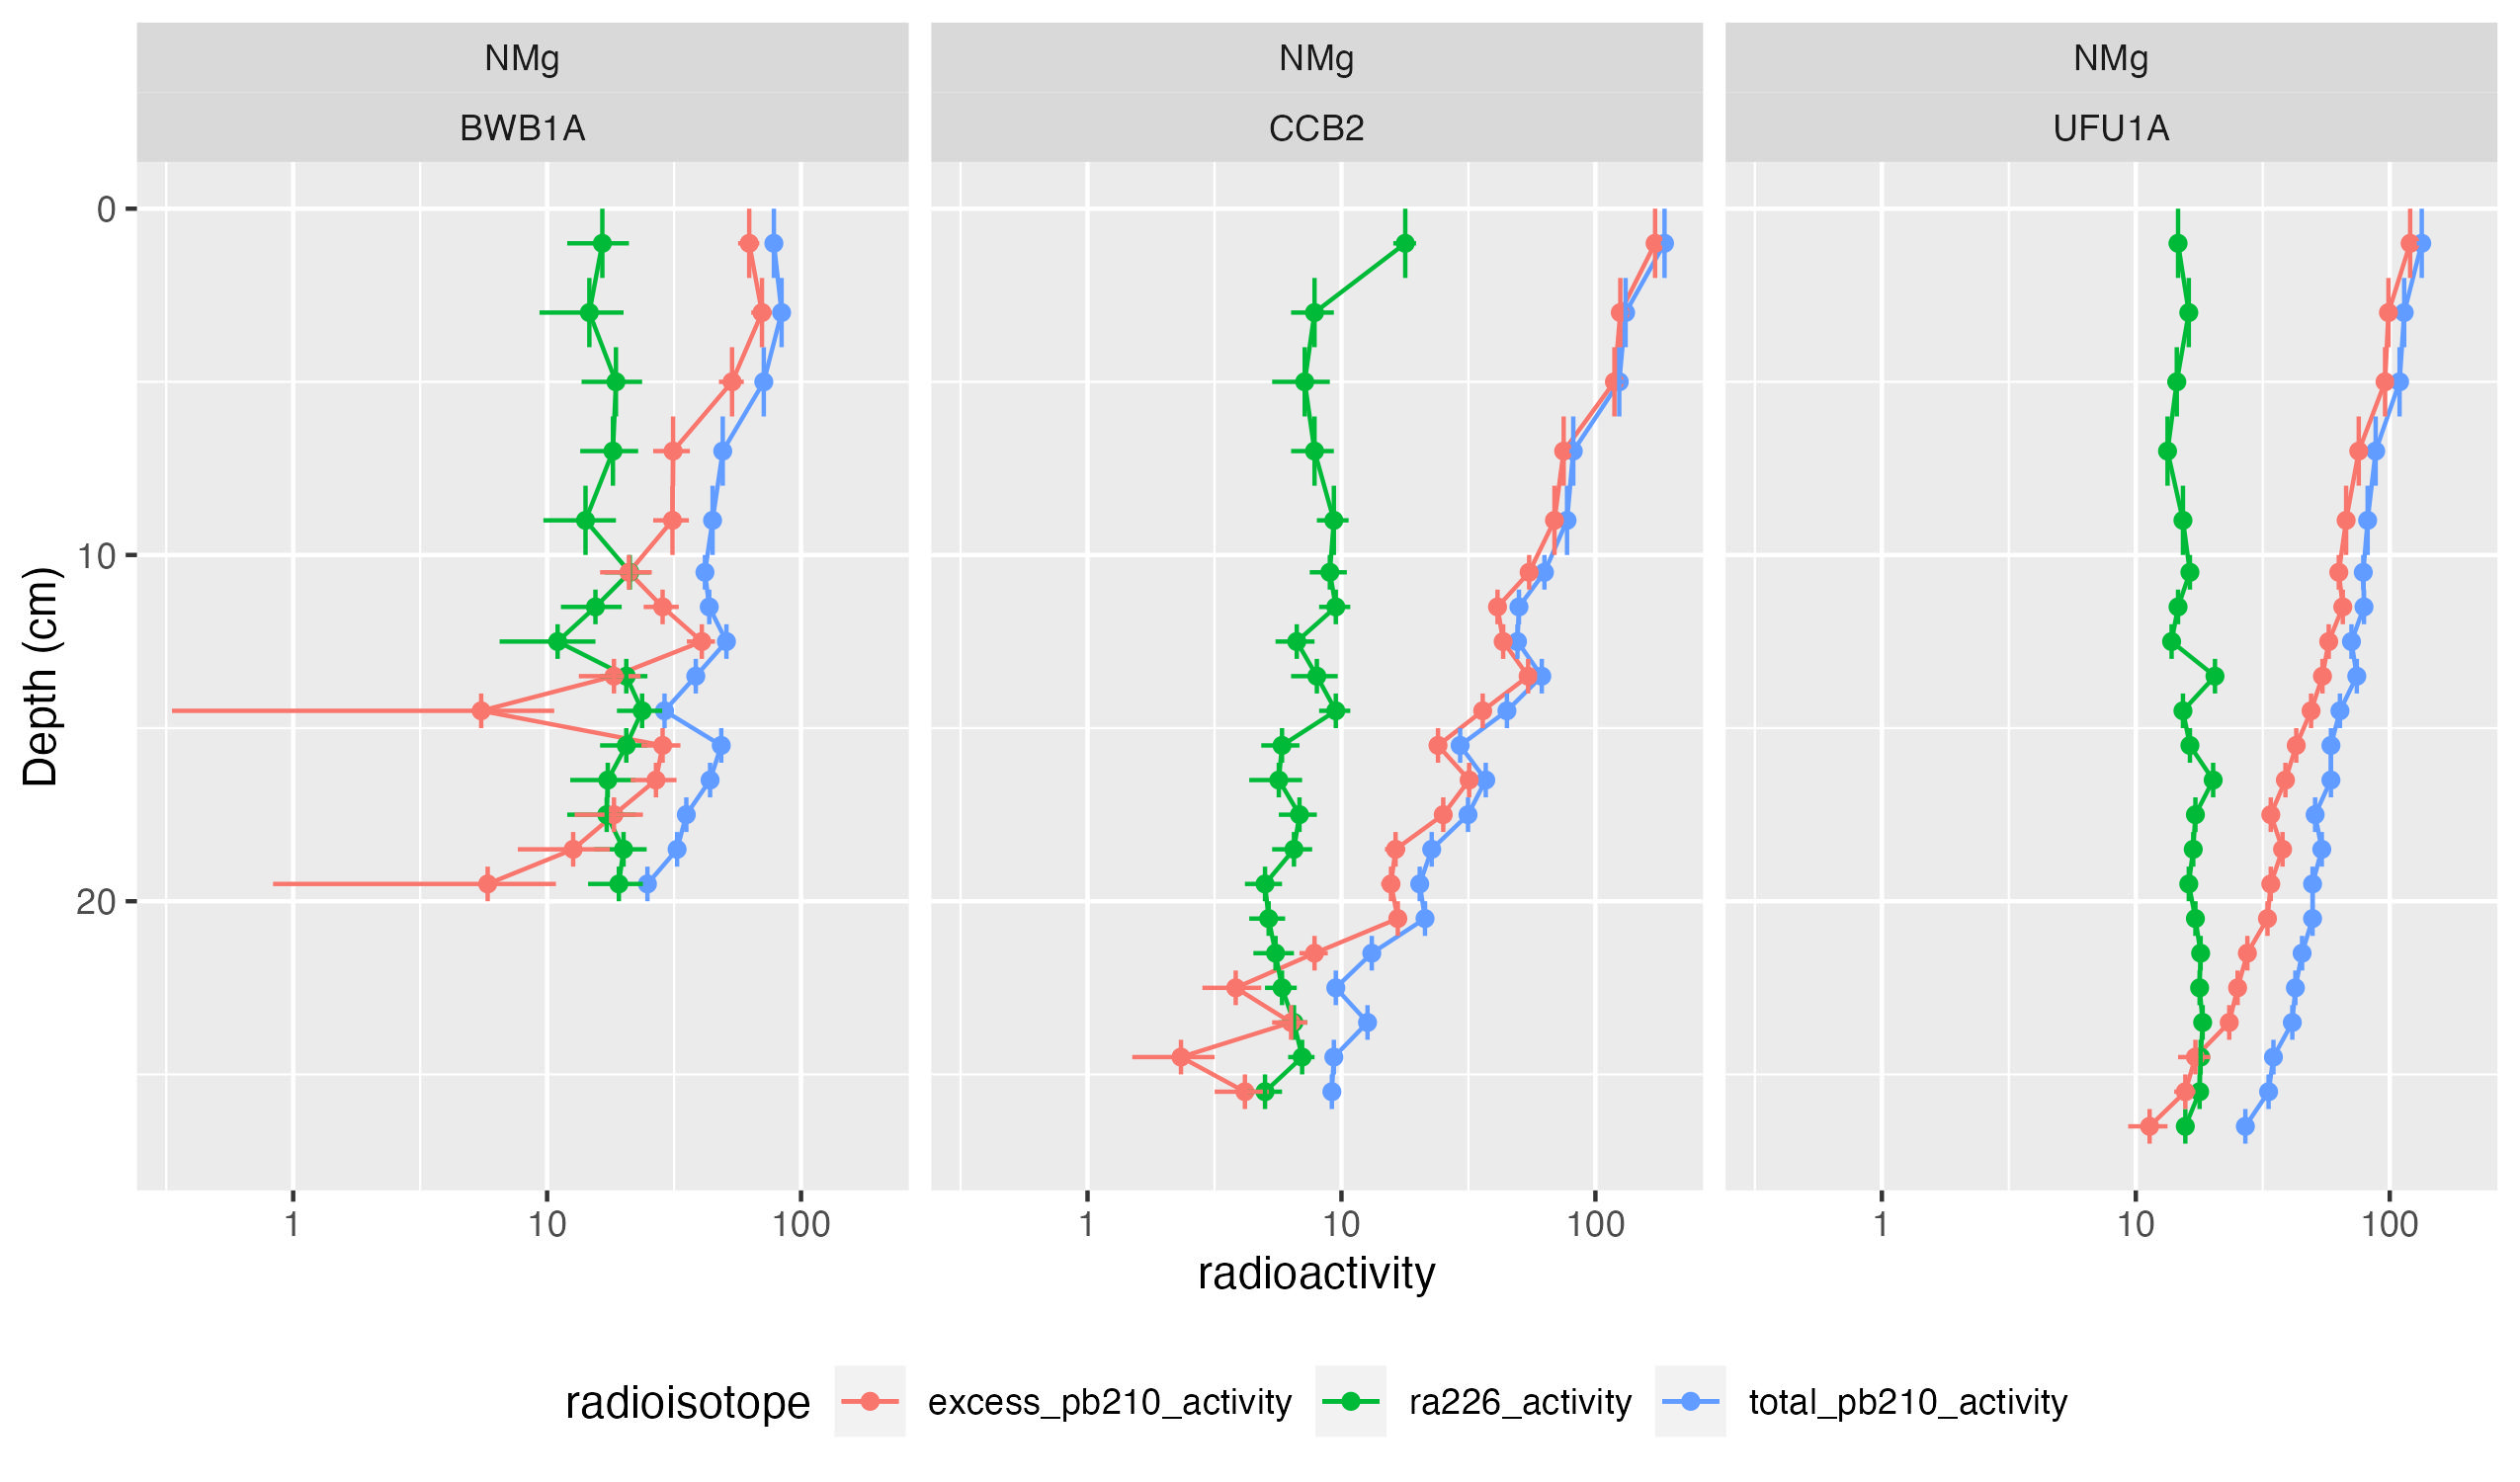 NMg NMg NMg
BWB1A CCB2 UFU1A
0
10
20
Depth (cm)
1 10 100 1 10 100 1 10 100
radioactivity
radioisotope excess_pb210_activity ra226_activity total_pb210_activity